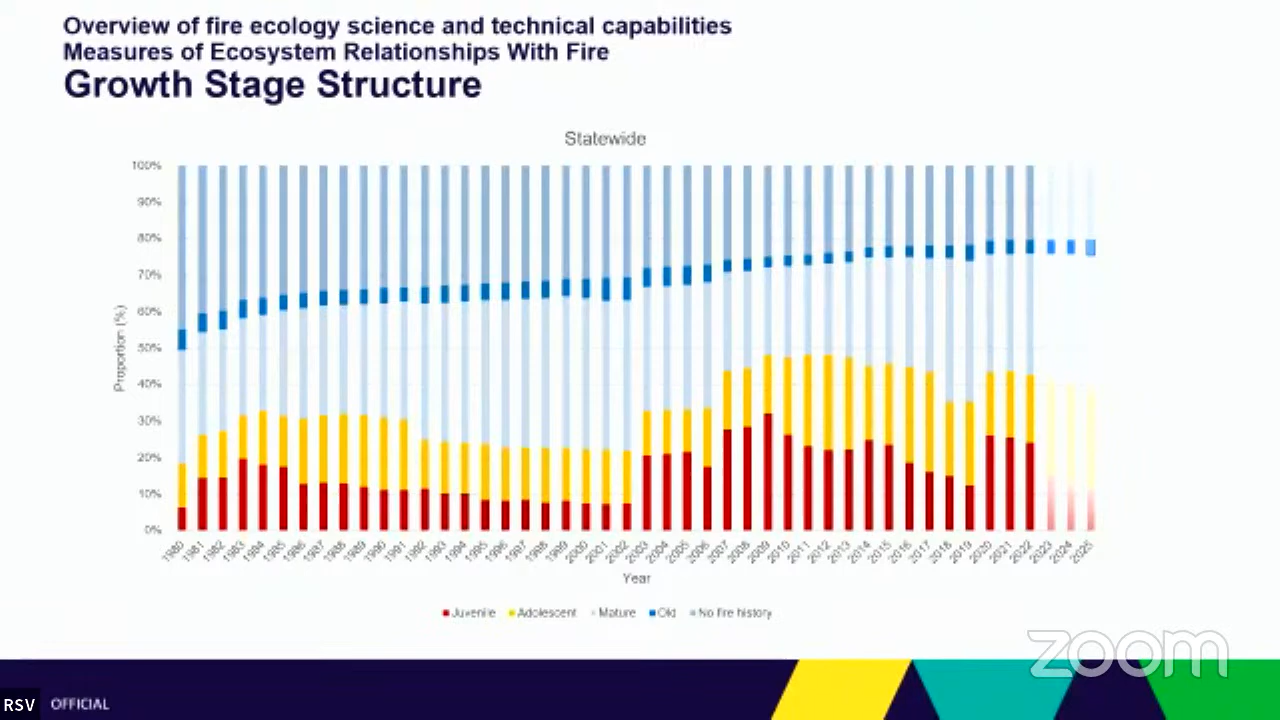 Overview of fire ecology science and technical capabilities
Measures of Ecosystem Relationships With Fire
Growth Stage Structure
Statewide
100%
90%
80%
70%
60%
50%
40%
30%
20%
10%
0%
Proportion (%)
1980 1981 1982 1983 1984 1985 1986 1987 1988 1989 1990 1991 1992 1993 1994 1995 1996 1997 1998 1999 2000 2001 2002 2003 2004 2005 2006 2007 2008 2009 2010 2011 2012 2013 2014 2015 2016 2017 2018 2019 2020 2021 2022 2023 2024 2025
Year
Juvenile Adolescent Mature Old No fire history
zoom
RSV OFFICIAL